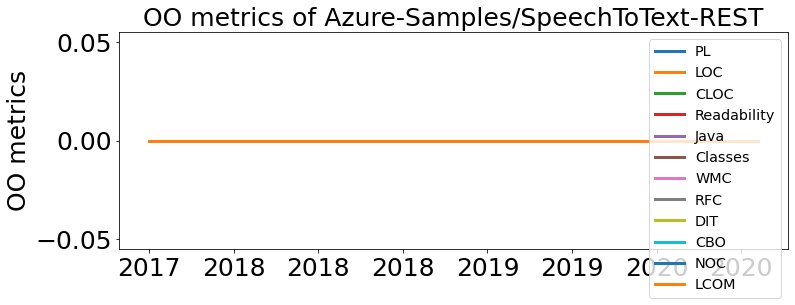 OO metrics of Azure-Samples/SpeechToText-REST
OO metrics
0.05
0.00
−0.05
2017 2018 2018 2018 2019 2019 2020 2020
PL
LOC
CLOC
Readability
Java
Classes
WMC
RFC
DIT
CBO
NOC
LCOM